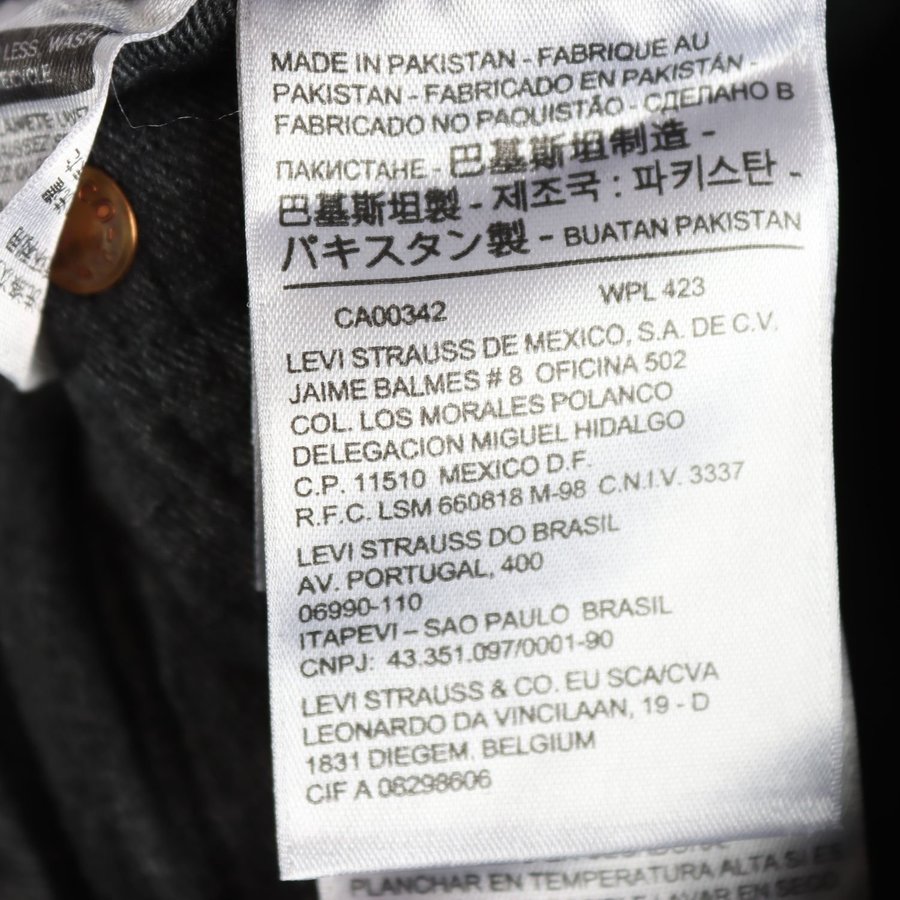 LESS, WASH
MADE IN PAKISTAN - FABRIQUE AU
PAKISTAN - FABRICADO EN PAKISTÁN -
FABRICADO NO PAQUISTÃO - СДЕЛАНО В
ПАКИСТАНЕ - 巴基斯坦制造 -
巴基斯坦製 - 제조국 : 파키스탄 -
パキスタン製 - BUATAN PAKISTAN
CA00342 WPL 423
LEVI STRAUSS DE MEXICO, S.A. DE C.V.
JAIME BALMES # 8 OFICINA 502
COL. LOS MORALES POLANCO
DELEGACION MIGUEL HIDALGO
C.P. 11510 MEXICO D.F.
R.F.C. LSM 660818 M-98 C.N.I.V. 3337
LEVI STRAUSS DO BRASIL
AV. PORTUGAL, 400
06990-110
ITAPEVI – SAO PAULO BRASIL
CNPJ: 43.351.097/0001-90
LEVI STRAUSS & CO. EU SCA/CVA
LEONARDO DA VINCILAAN, 19 - D
1831 DIEGEM, BELGIUM
CIF A 08298606
PLANCHAR EN TEMPERATURA ALTA SI ES
LAVAR EN SECO